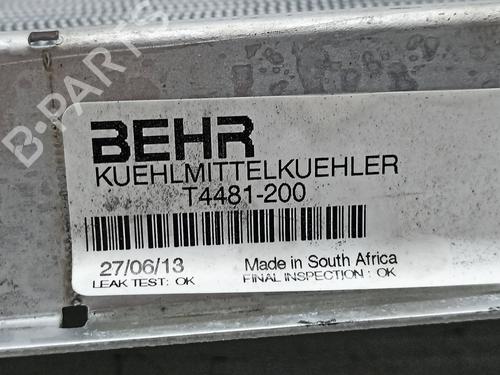 B-PARTS
BEHR
KUEHLMITTELKUEHLER
T4481-200
27/06/13 Made in South Africa
LEAK TEST: OK FINAL INSPECTION : OK